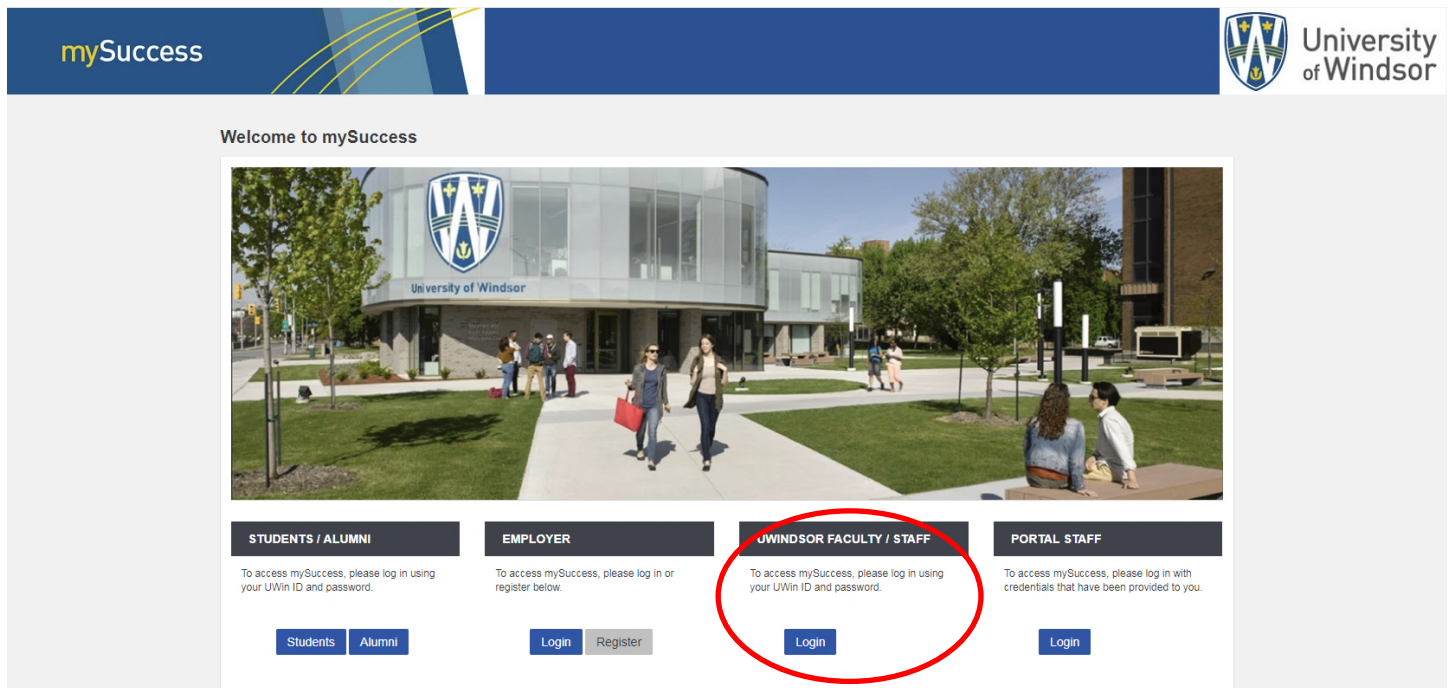 mySuccess
University
of Windsor
Welcome to mySuccess
University of Windsor
STUDENTS / ALUMNI
To access mySuccess, please log in using
your UWin ID and password.
Students Alumni
EMPLOYER
To access mySuccess, please log in or
register below.
Login Register
UWINDSOR FACULTY / STAFF
To access mySuccess, please log in using
your UWin ID and password.
Login
PORTAL STAFF
To access mySuccess, please log in with
credentials that have been provided to you.
Login